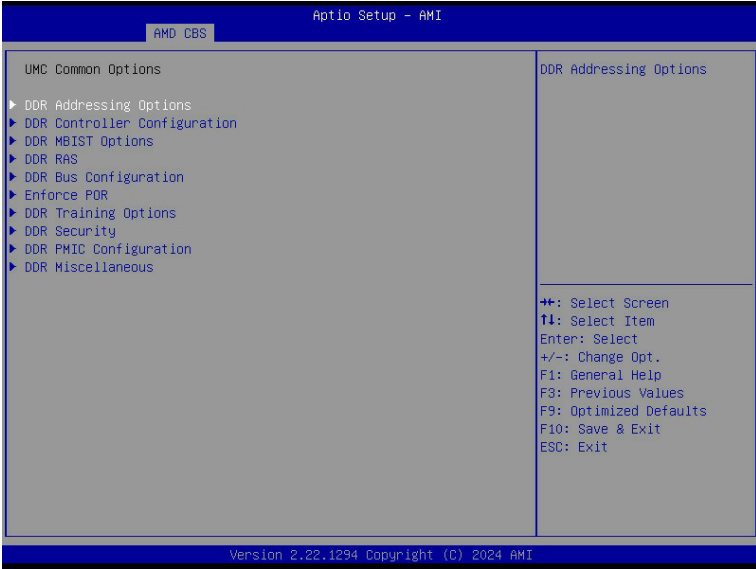 Aptio Setup – AMI
AMD CBS
UMC Common Options
DDR Addressing Options
DDR Addressing Options
DDR Controller Configuration
DDR MBIST Options
DDR RAS
DDR Bus Configuration
Enforce POR
DDR Training Options
DDR Security
DDR PMIC Configuration
DDR Miscellaneous
→←: Select Screen
↑↓: Select Item
Enter: Select
+/-: Change Opt.
F1: General Help
F3: Previous Values
F9: Optimized Defaults
F10: Save & Exit
ESC: Exit
Version 2.22.1294 Copyright (C) 2024 AMI